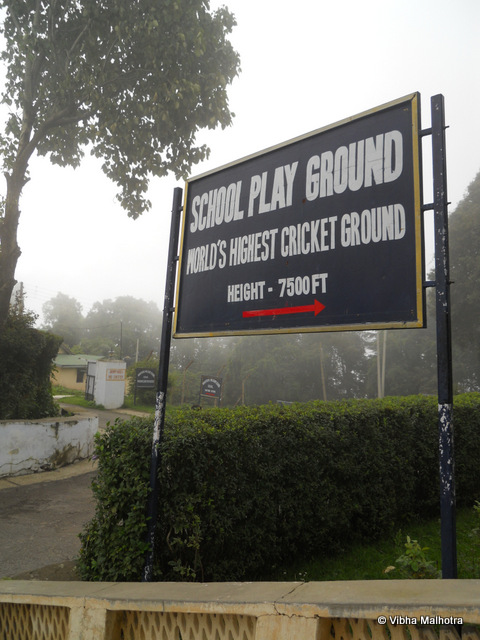 SCHOOL PLAY GROUND
WORLD'S HIGHEST CRICKET GROUND
HEIGHT - 7500 FT
© Vibha Malhotra